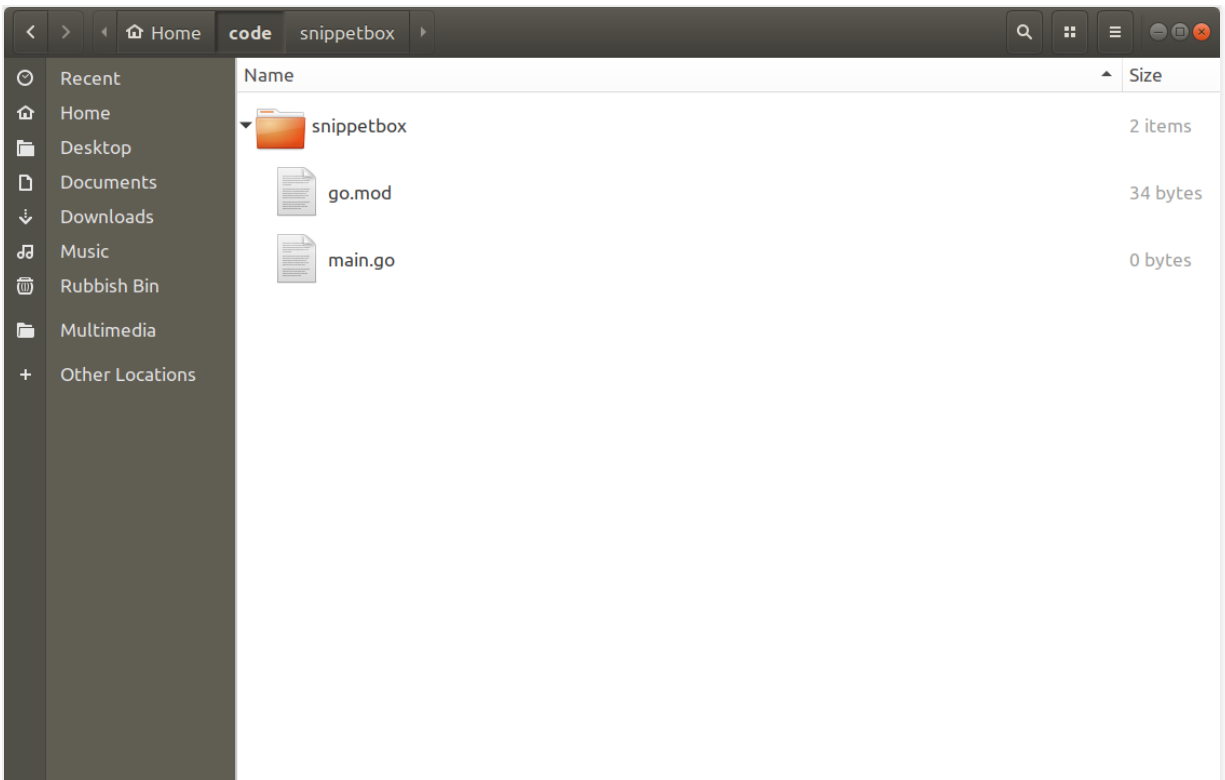 Home code snippetbox
Recent
Home
Desktop
Documents
Downloads
Music
Rubbish Bin
Multimedia
Other Locations
Name Size
snippetbox 2 items
go.mod 34 bytes
main.go 0 bytes